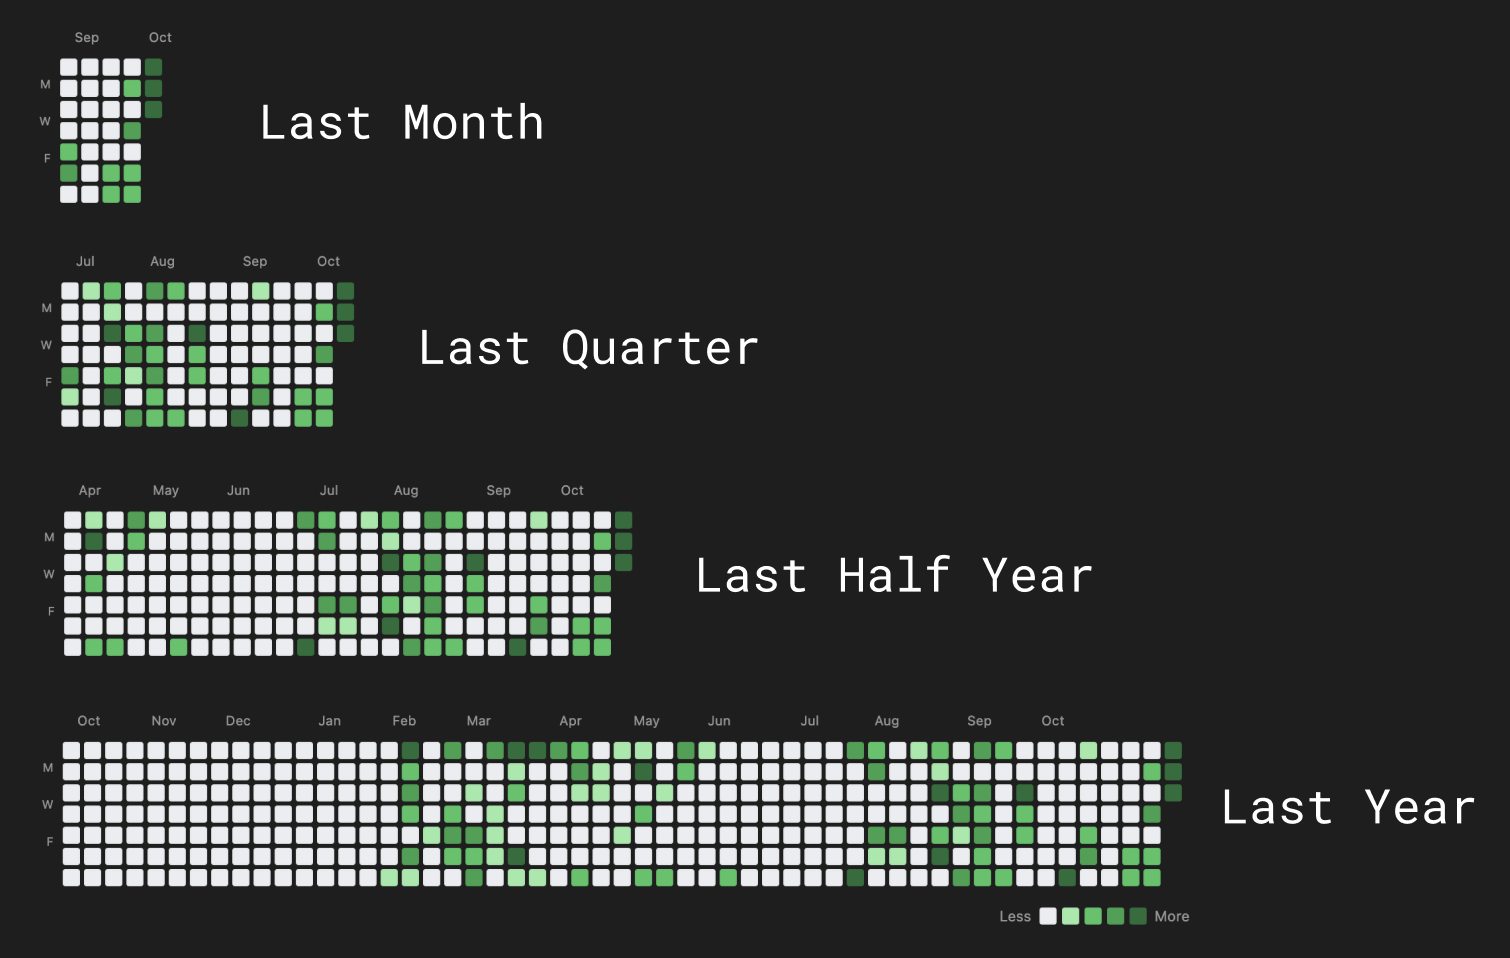 Sep Oct
M
W
F
Last Month
Jul Aug Sep Oct
M
W
F
Last Quarter
Apr May Jun Jul Aug Sep Oct
M
W
F
Last Half Year
Oct Nov Dec Jan Feb Mar Apr May Jun Jul Aug Sep Oct
M
W
F
Last Year
Less More